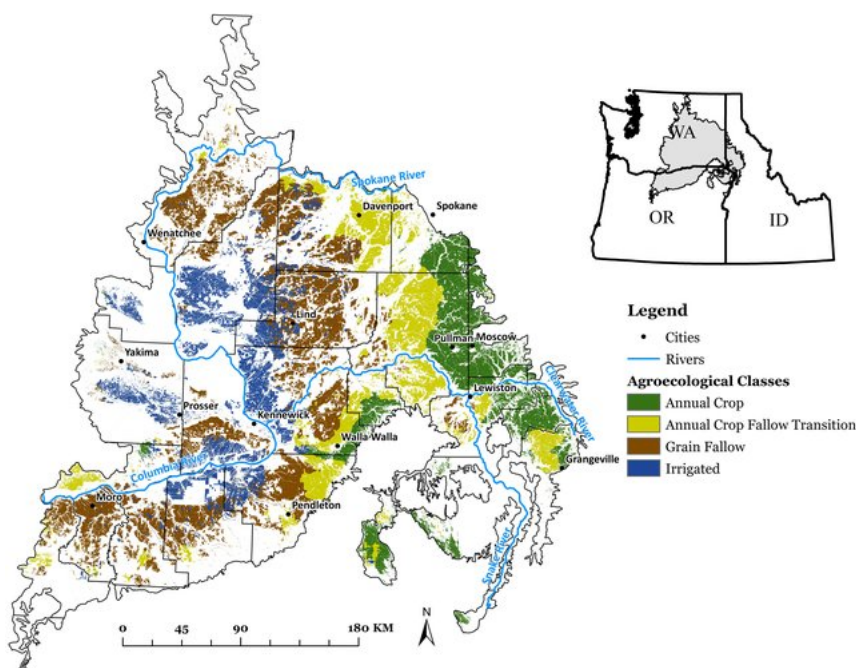 Spokane River
Davenport
Spokane
Wenatchee
Lind
Pullman
Moscow
Yakima
Lewiston
Clearwater River
Prosser
Kennewick
Walla Walla
Grangeville
Columbia River
Moro
Pendleton
Snake River
0 45 90 180 KM
N
WA
OR
ID
Legend
Cities
Rivers
Agroecological Classes
Annual Crop
Annual Crop Fallow Transition
Grain Fallow
Irrigated